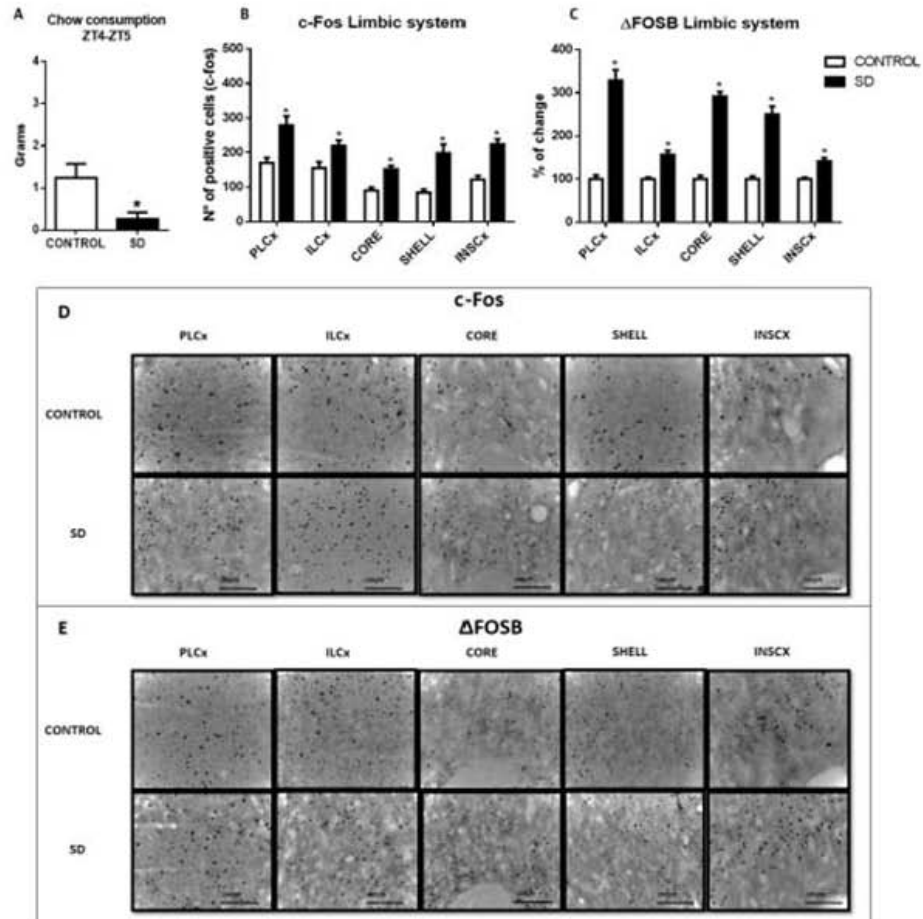 A
Chow consumption
ZT4-ZT5
Grams
4
3
2
1
0
CONTROL
SD
*
B
c-Fos Limbic system
N° of positive cells (c-fos)
500
400
300
200
100
0
* * * * *
PLCx
ILCx
CORE
SHELL
INSCx
C
ΔFOSB Limbic system
% of change
400
300
200
100
0
* * * * *
PLCx
ILCx
CORE
SHELL
INSCx
CONTROL
SD
D
c-Fos
PLCx ILCx CORE SHELL INSCX
CONTROL
SD
E
ΔFOSB
PLCx ILCx CORE SHELL INSCX
CONTROL
SD